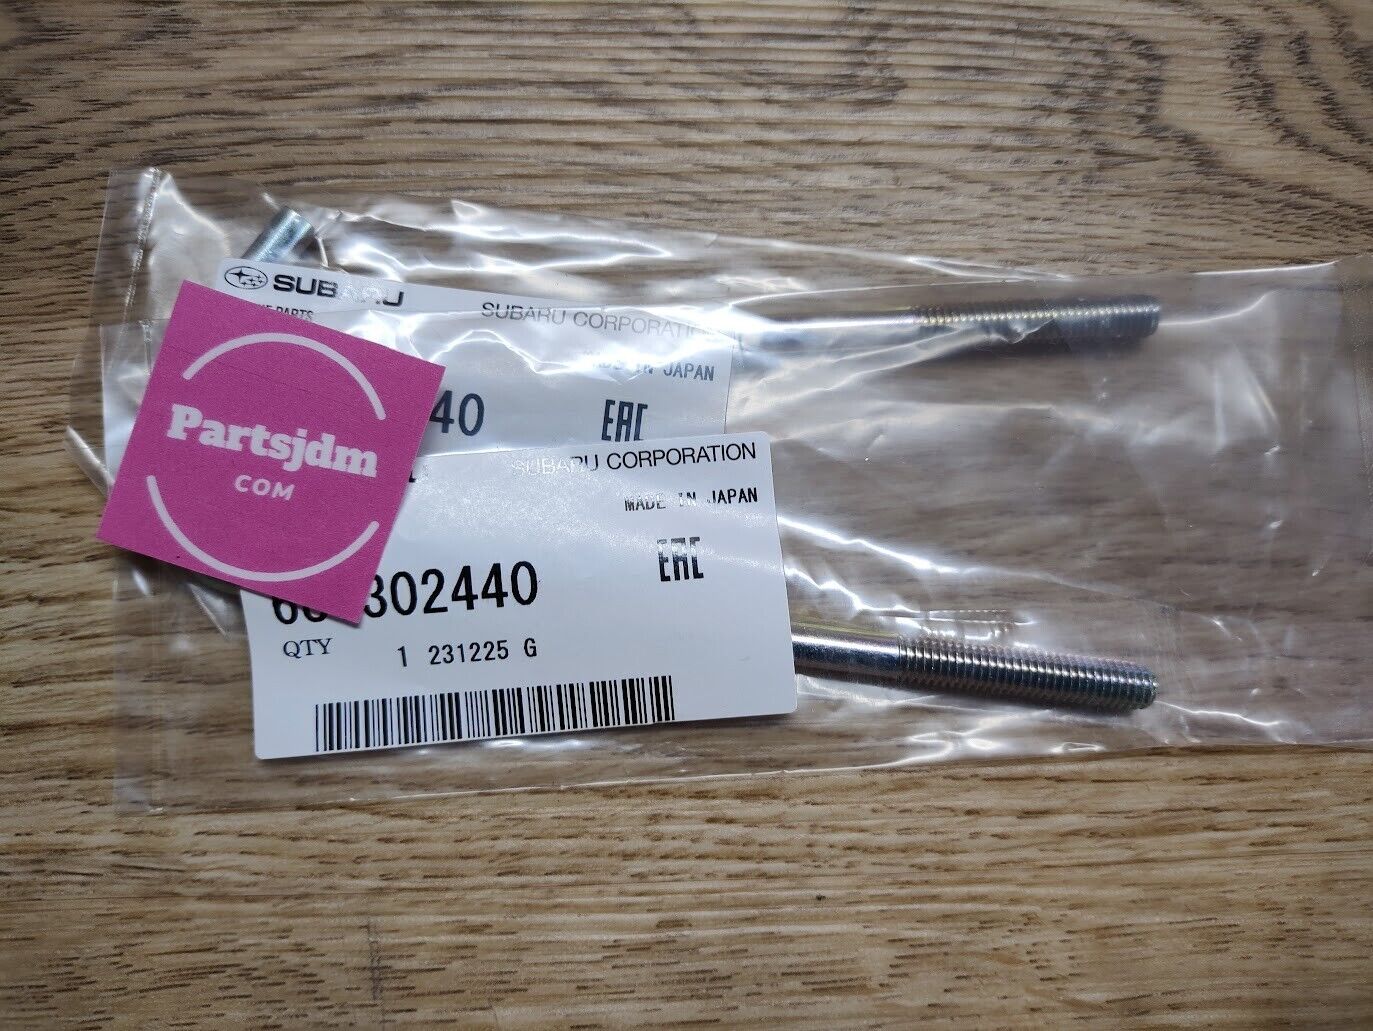 SUBARU
PARTS
SUBARU CORPORATION
MADE IN JAPAN
40
EAC
Partsjdm
COM
SUBARU CORPORATION
MADE IN JAPAN
EAC
302440
QTY
1 231225 G